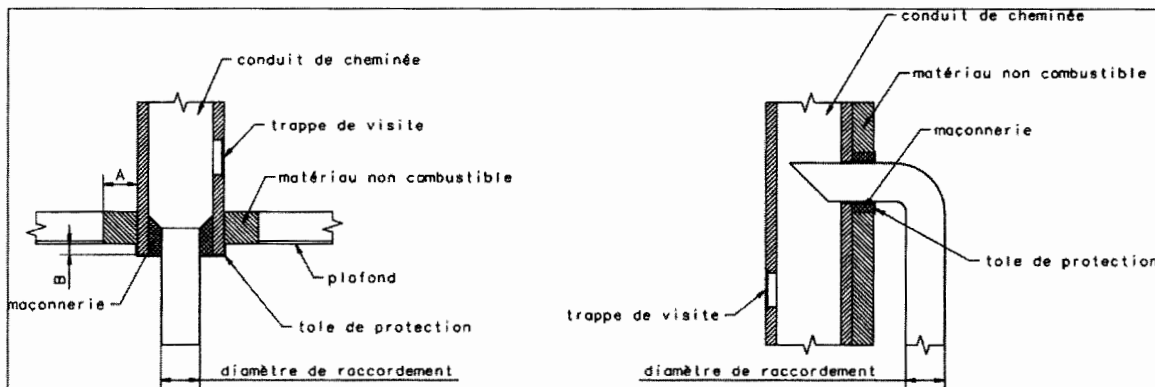 conduit de cheminée
trappe de visite
A
matériau non combustible
B
plafond
maçonnerie
tole de protection
diamètre de raccordement
conduit de cheminée
matériau non combustible
maçonnerie
tole de protection
trappe de visite
diamètre de raccordement